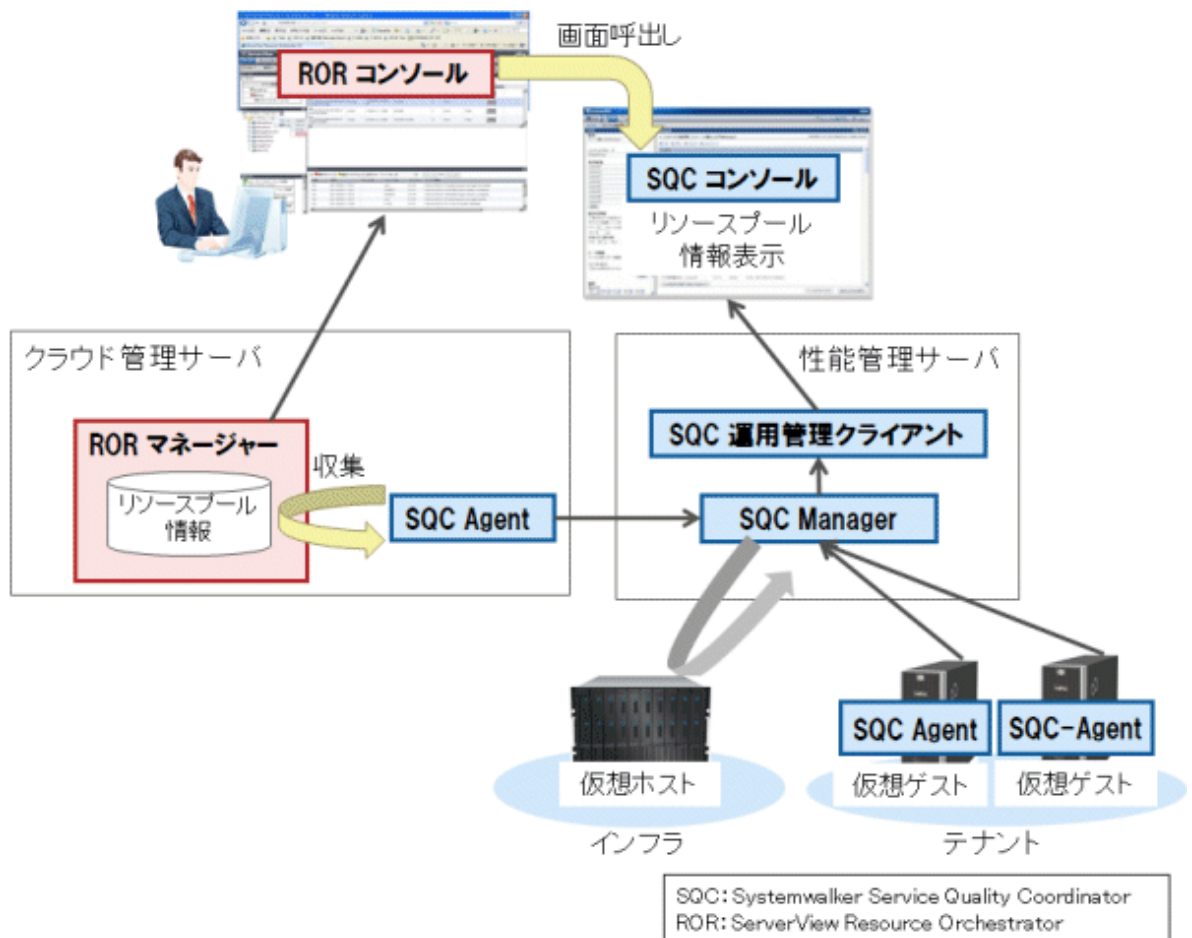 画面呼出し
ROR コンソール
SQC コンソール
リソースプール
情報表示
クラウド管理サーバ
性能管理サーバ
ROR マネージャー
収集
リソースプール
情報
SQC Agent
SQC 運用管理クライアント
SQC Manager
SQC Agent
SQC-Agent
仮想ホスト
仮想ゲスト
仮想ゲスト
インフラ
テナント
SQC：Systemwalker Service Quality Coordinator
ROR：ServerView Resource Orchestrator